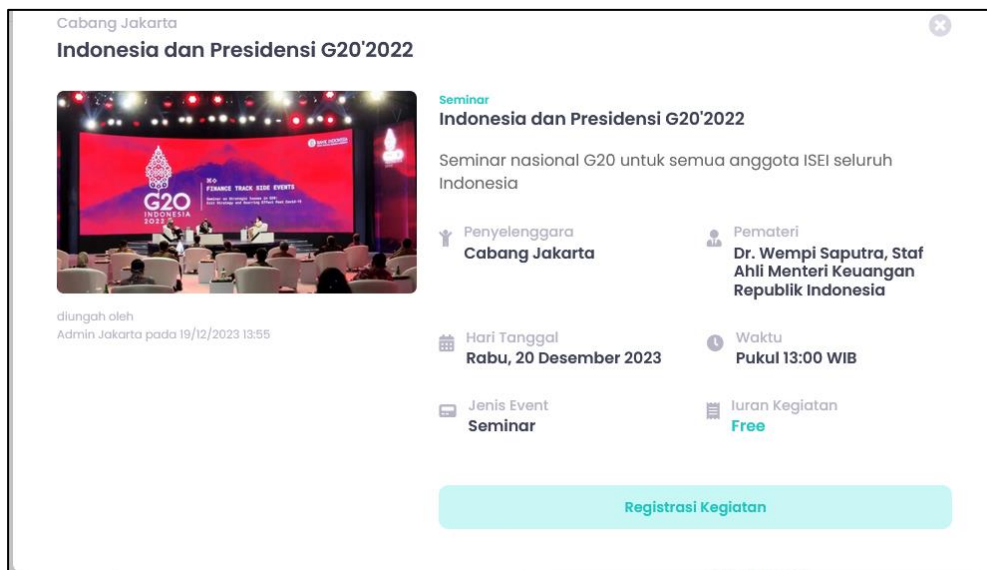 Cabang Jakarta
Indonesia dan Presidensi G20'2022
BANK INDONESIA
G20
INDONESIA
2022
FINANCE TRACK SIDE EVENTS
diungah oleh
Admin Jakarta pada 19/12/2023 13:55
Seminar
Indonesia dan Presidensi G20'2022
Seminar nasional G20 untuk semua anggota ISEI seluruh
Indonesia
Penyelenggara
Cabang Jakarta
Pemateri
Dr. Wempi Saputra, Staf
Ahli Menteri Keuangan
Republik Indonesia
Hari Tanggal
Rabu, 20 Desember 2023
Waktu
Pukul 13:00 WIB
Jenis Event
Seminar
Iuran Kegiatan
Free
Registrasi Kegiatan